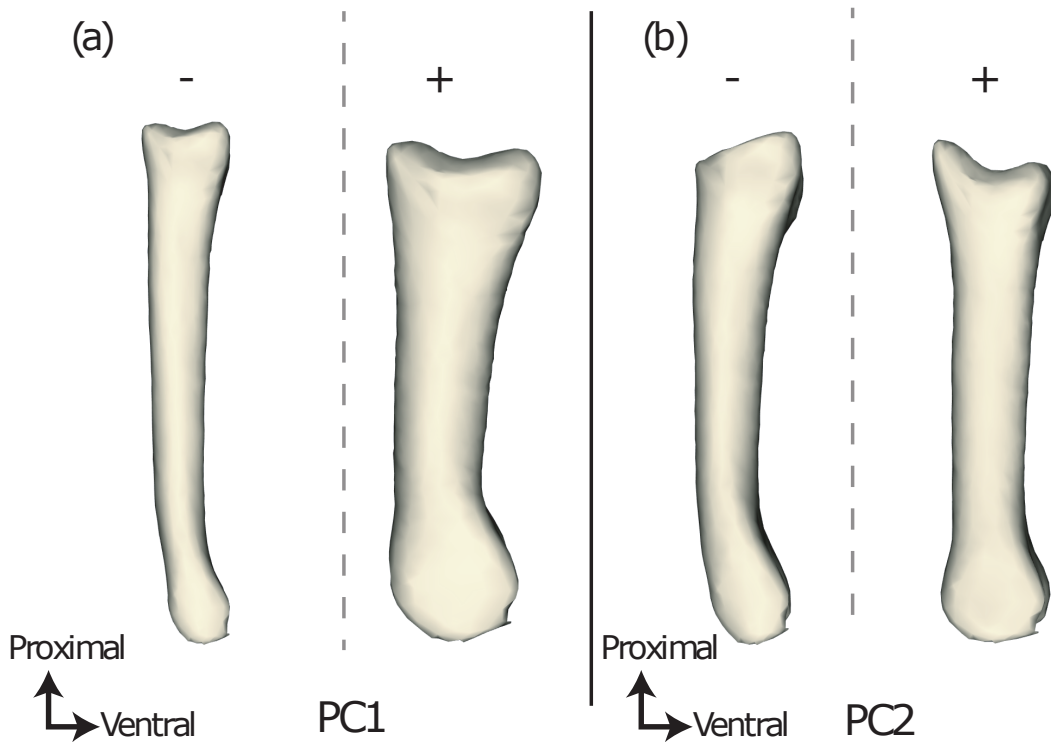 (a)
(b)
-
+
-
+
Proximal
Ventral
PC1
Proximal
Ventral
PC2